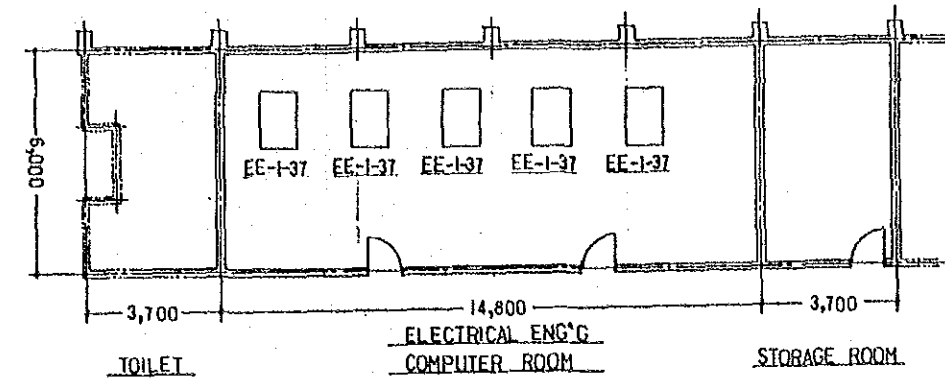 6,000
EE-1-37 EE-1-37 EE-1-37 EE-1-37 EE-1-37
3,700 14,800 3,700
ELECTRICAL ENG'G
TOILET COMPUTER ROOM STORAGE ROOM